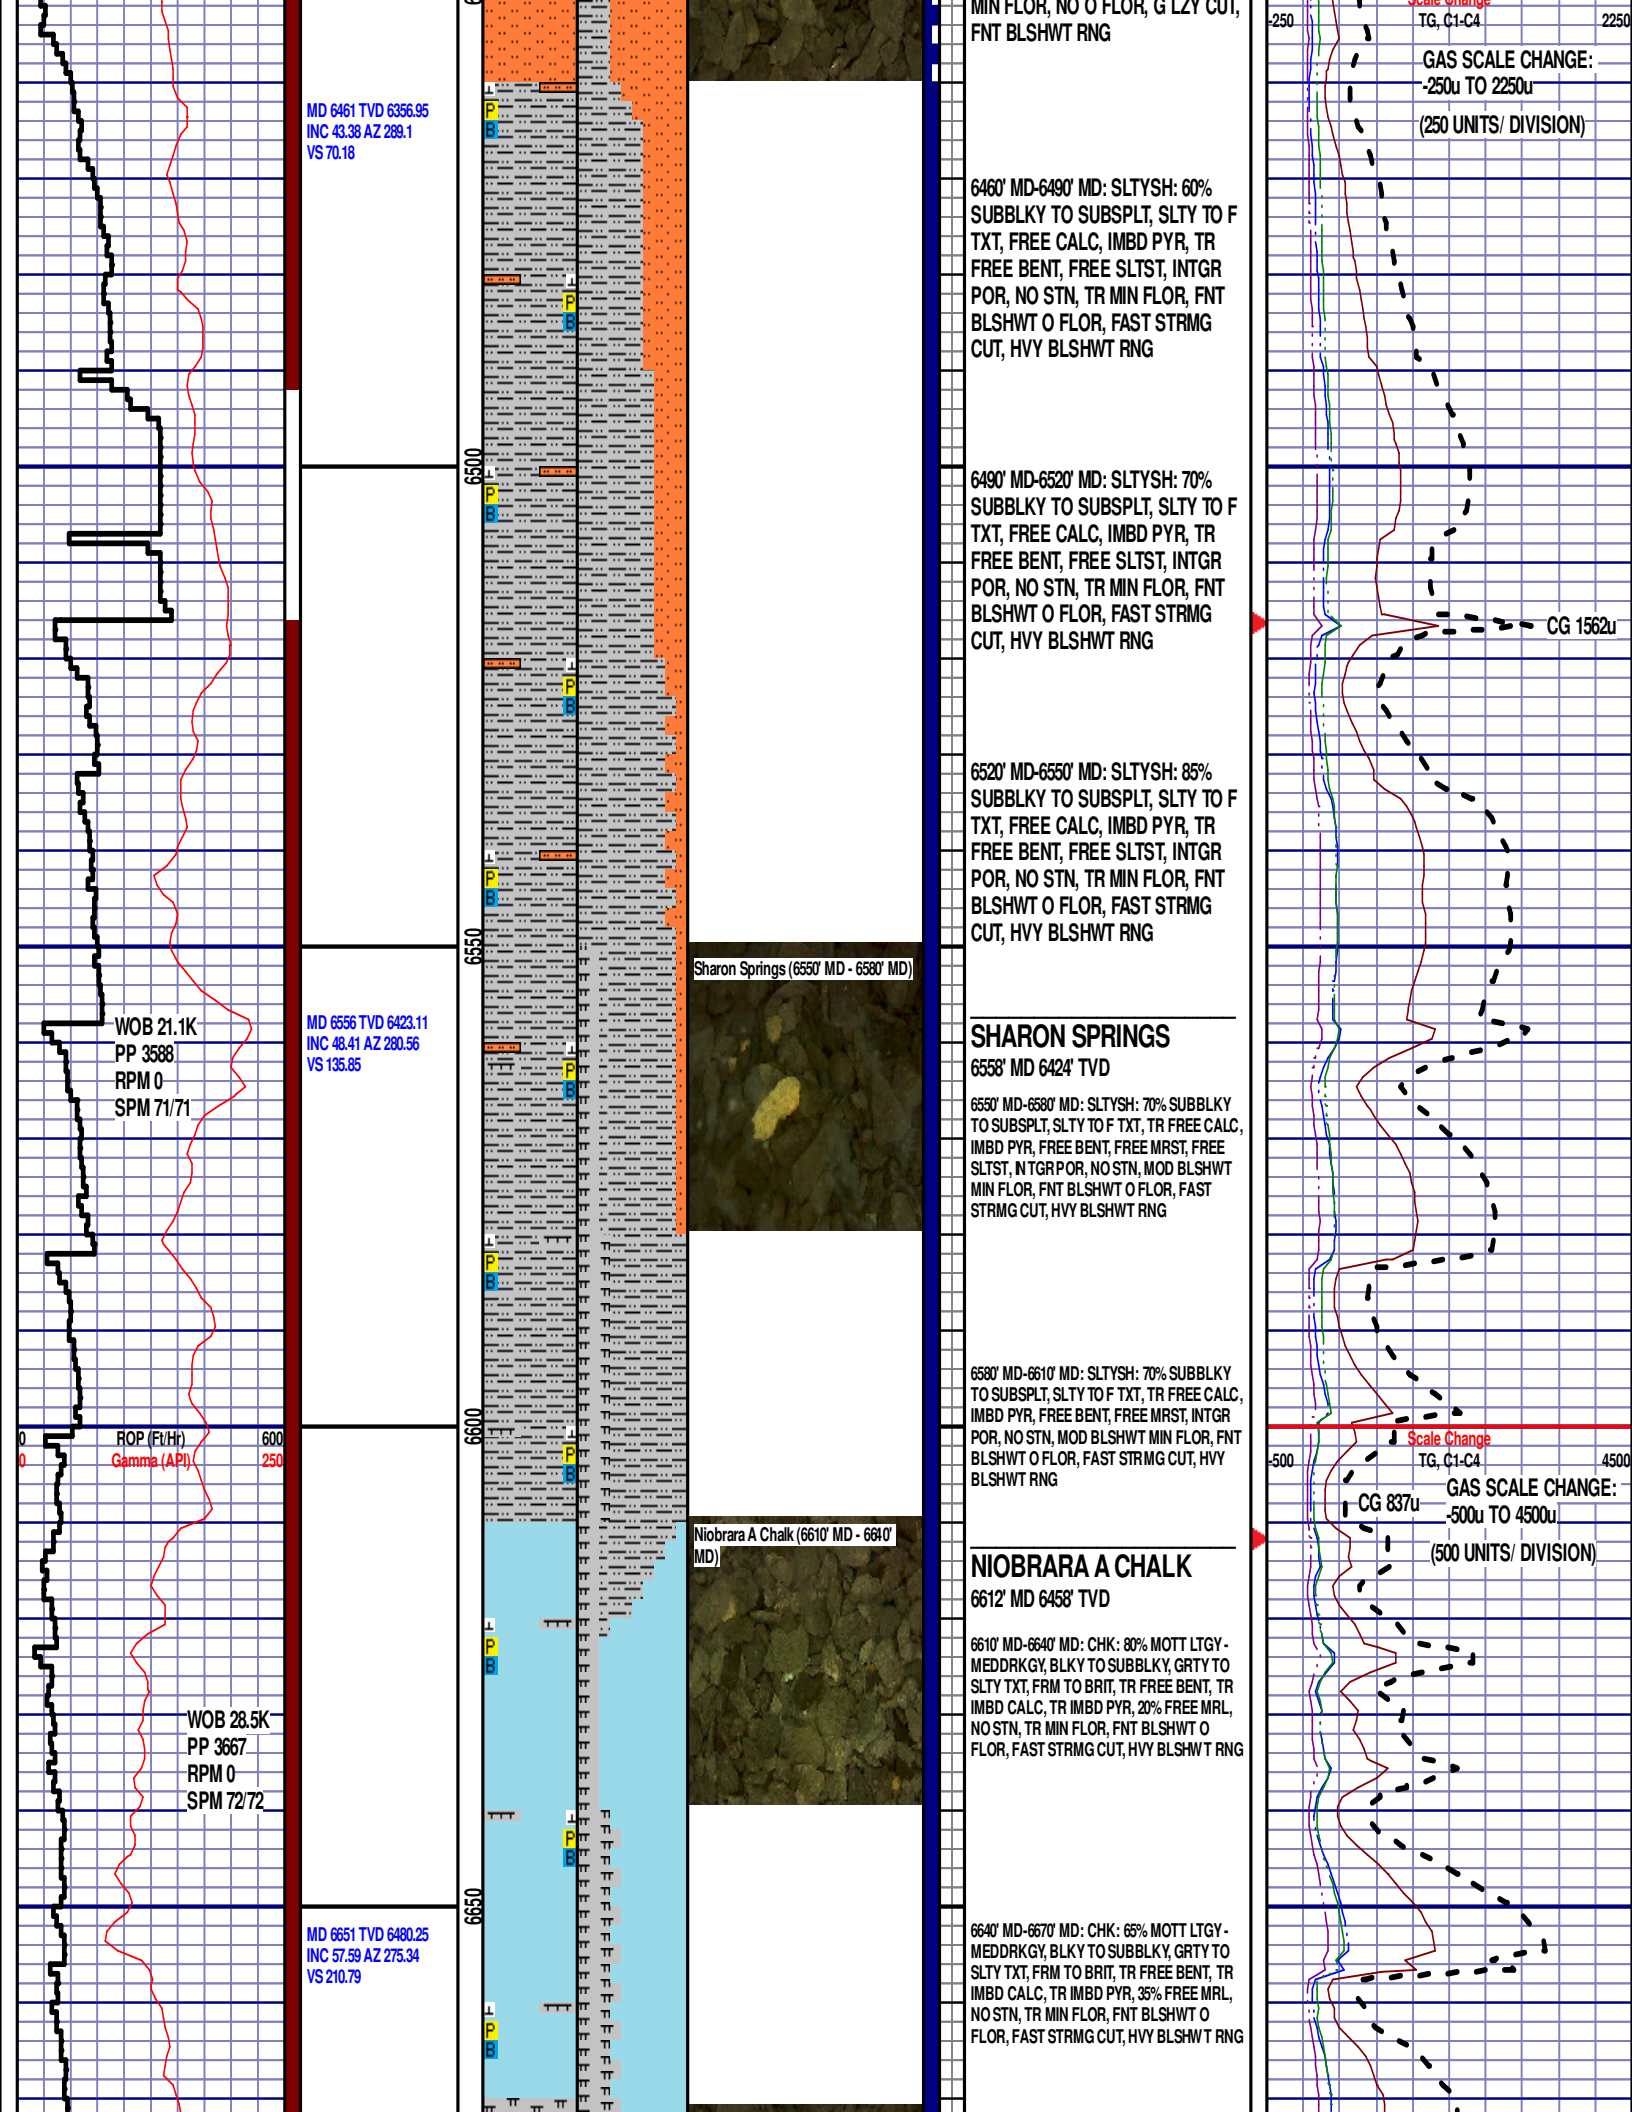 MIN FLOR, NO O FLOR, G LZY CUT,
FNT BLSHWT RNG
Scale Change
-250 TG, C1-C4 2250
GAS SCALE CHANGE:
-250u TO 2250u
(250 UNITS/ DIVISION)
MD 6461 TVD 6356.95
INC 43.38 AZ 289.1
VS 70.18
P
B
6460' MD-6490' MD: SLTYSH: 60%
SUBBLKY TO SUBSPLT, SLTY TO F
TXT, FREE CALC, IMBD PYR, TR
FREE BENT, FREE SLTST, INTGR
POR, NO STN, TR MIN FLOR, FNT
BLSHWT O FLOR, FAST STRMG
CUT, HVY BLSHWT RNG
P
B
6500
P
B
6490' MD-6520' MD: SLTYSH: 70%
SUBBLKY TO SUBSPLT, SLTY TO F
TXT, FREE CALC, IMBD PYR, TR
FREE BENT, FREE SLTST, INTGR
POR, NO STN, TR MIN FLOR, FNT
BLSHWT O FLOR, FAST STRMG
CUT, HVY BLSHWT RNG
CG 1562u
P
B
6520' MD-6550' MD: SLTYSH: 85%
SUBBLKY TO SUBSPLT, SLTY TO F
TXT, FREE CALC, IMBD PYR, TR
FREE BENT, FREE SLTST, INTGR
POR, NO STN, TR MIN FLOR, FNT
BLSHWT O FLOR, FAST STRMG
CUT, HVY BLSHWT RNG
P
B
6550
Sharon Springs (6550' MD - 6580' MD)
WOB 21.1K
PP 3588
RPM 0
SPM 71/71
MD 6556 TVD 6423.11
INC 48.41 AZ 280.56
VS 135.85
P
B
SHARON SPRINGS
6558' MD 6424' TVD
6550' MD-6580' MD: SLTYSH: 70% SUBBLKY
TO SUBSPLT, SLTY TO F TXT, TR FREE CALC,
IMBD PYR, FREE BENT, FREE MRST, FREE
SLTST, INTGR POR, NO STN, MOD BLSHWT
MIN FLOR, FNT BLSHWT O FLOR, FAST
STRMG CUT, HVY BLSHWT RNG
P
B
6580' MD-6610' MD: SLTYSH: 70% SUBBLKY
TO SUBSPLT, SLTY TO F TXT, TR FREE CALC,
IMBD PYR, FREE BENT, FREE MRST, INTGR
POR, NO STN, MOD BLSHWT MIN FLOR, FNT
BLSHWT O FLOR, FAST STRMG CUT, HVY
BLSHWT RNG
6600
0 ROP (Ft/Hr) 600
0 Gamma (API) 250
P
B
Scale Change
-500 TG, C1-C4 4500
GAS SCALE CHANGE:
-500u TO 4500u
(500 UNITS/ DIVISION)
CG 837u
Niobrara A Chalk (6610' MD - 6640'
MD)
NIOBRARA A CHALK
6612' MD 6458' TVD
6610' MD-6640' MD: CHK: 80% MOTT LTGY -
MEDDRKGY, BLKY TO SUBBLKY, GRTY TO
SLTY TXT, FRM TO BRIT, TR FREE BENT, TR
IMBD CALC, TR IMBD PYR, 20% FREE MRL,
NO STN, TR MIN FLOR, FNT BLSHWT O
FLOR, FAST STRMG CUT, HVY BLSHWT RNG
P
B
WOB 28.5K
PP 3667
RPM 0
SPM 72/72
P
B
6650
MD 6651 TVD 6480.25
INC 57.59 AZ 275.34
VS 210.79
6640' MD-6670' MD: CHK: 65% MOTT LTGY -
MEDDRKGY, BLKY TO SUBBLKY, GRTY TO
SLTY TXT, FRM TO BRIT, TR FREE BENT, TR
IMBD CALC, TR IMBD PYR, 35% FREE MRL,
NO STN, TR MIN FLOR, FNT BLSHWT O
FLOR, FAST STRMG CUT, HVY BLSHWT RNG
P
B